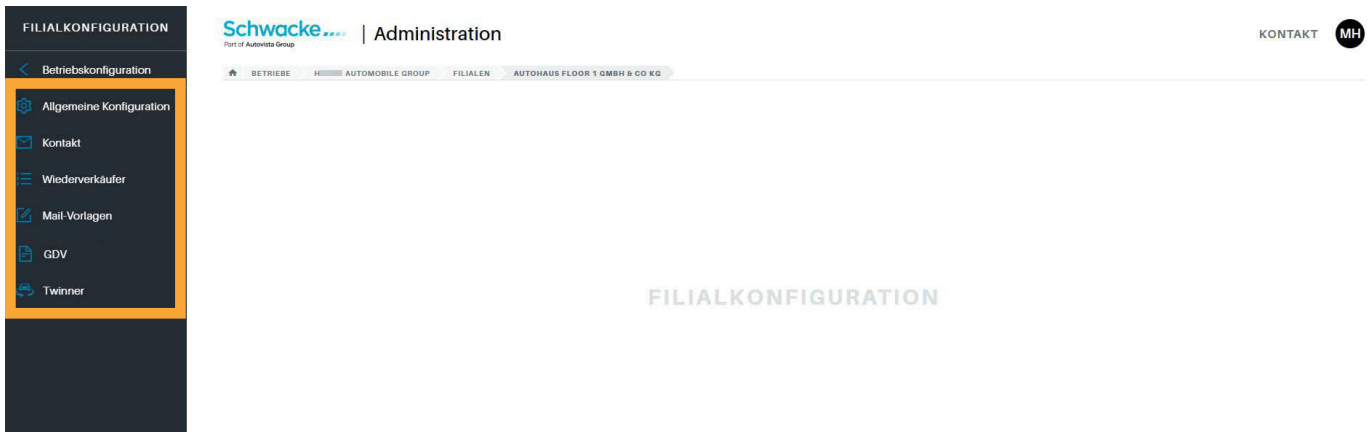 FILIALKONFIGURATION
Betriebskonfiguration
Allgemeine Konfiguration
Kontakt
Wiederverkäufer
Mail-Vorlagen
GDV
Twinner
Schwacke.... | Administration
Part of Autovista Group
KONTAKT MH
BETRIEBE H AUTOMOBILE GROUP FILIALEN AUTOHAUS FLOOR 1 GMBH & CO KG
FILIALKONFIGURATION